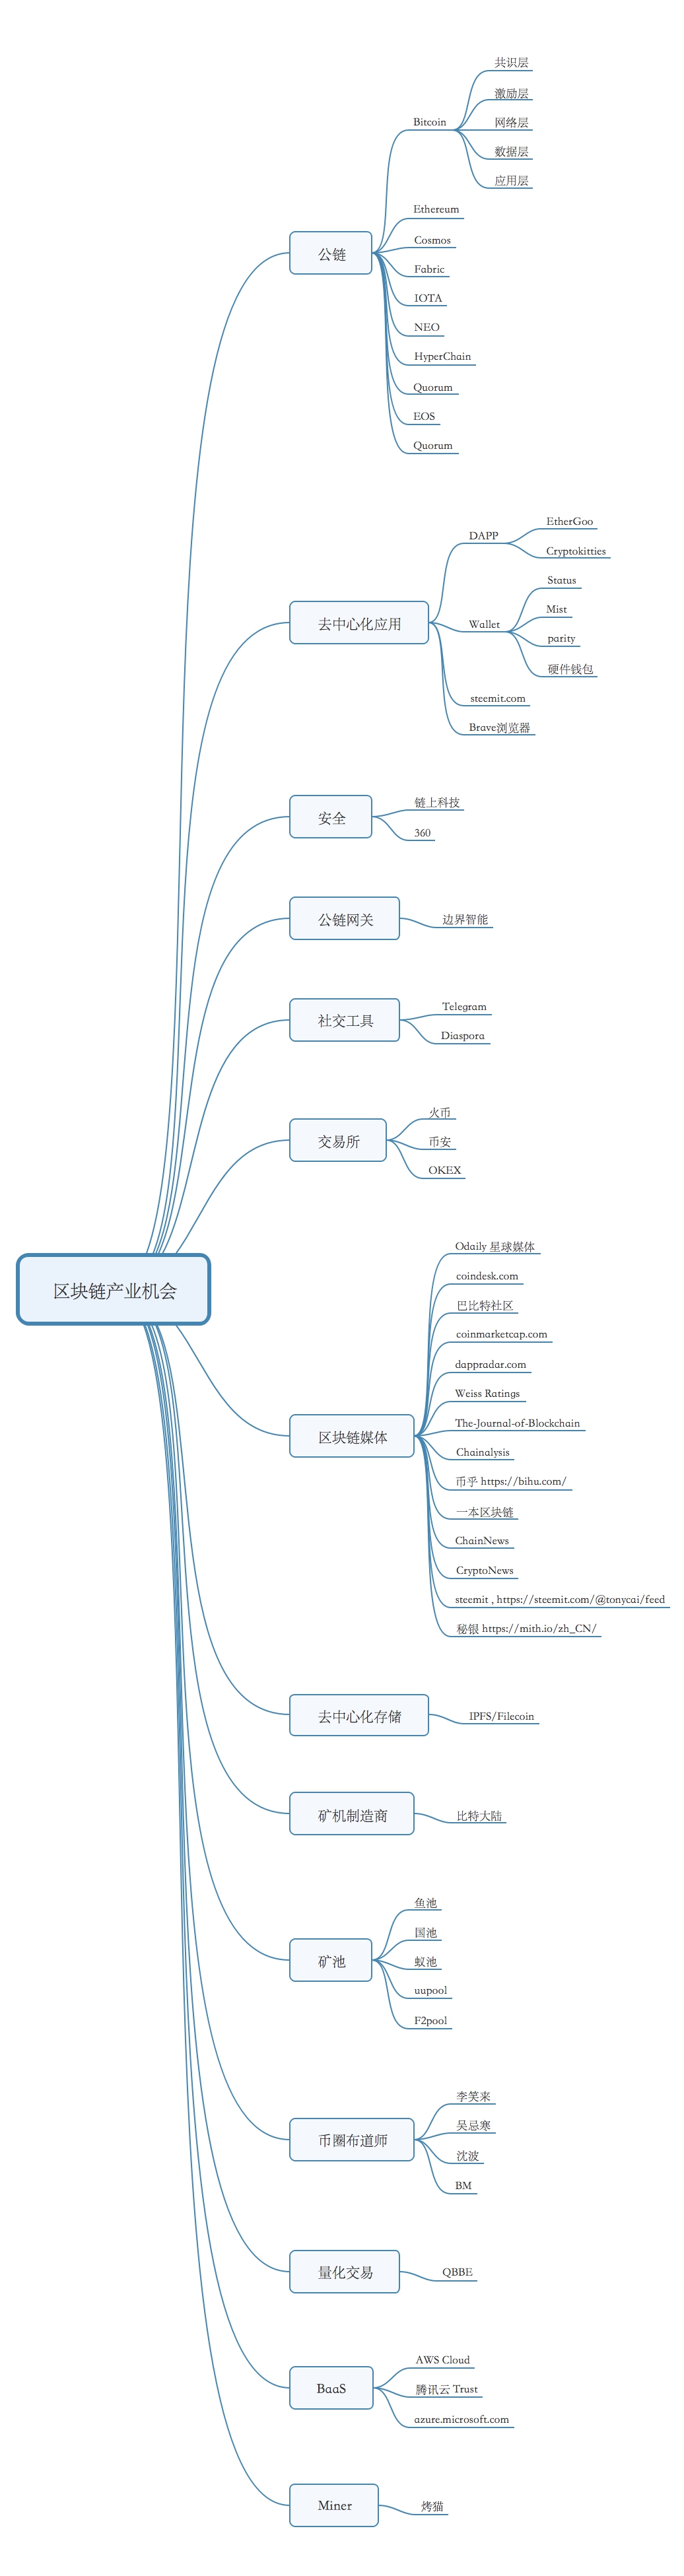 区块链产业机会
公链
Bitcoin
共识层
激励层
网络层
数据层
应用层
Ethereum
Cosmos
Fabric
IOTA
NEO
HyperChain
Quorum
EOS
Quorum
去中心化应用
DAPP
EtherGoo
Cryptokitties
Wallet
Status
Mist
parity
硬件钱包
steemit.com
Brave浏览器
安全
链上科技
360
公链网关
边界智能
社交工具
Telegram
Diaspora
交易所
火币
币安
OKEX
区块链媒体
Odaily 星球媒体
coindesk.com
巴比特社区
coinmarketcap.com
dappradar.com
Weiss Ratings
The-Journal-of-Blockchain
Chainalysis
币乎 https://bihu.com/
一本区块链
ChainNews
CryptoNews
steemit , https://steemit.com/@tonycai/feed
秘银 https://mith.io/zh_CN/
去中心化存储
IPFS/Filecoin
矿机制造商
比特大陆
矿池
鱼池
国池
蚁池
uupool
F2pool
币圈布道师
李笑来
吴忌寒
沈波
BM
量化交易
QBBE
BaaS
AWS Cloud
腾讯云 Trust
azure.microsoft.com
Miner
烤猫